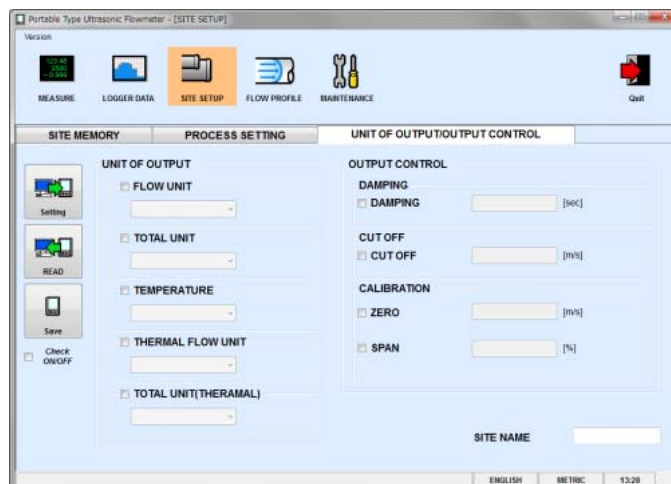 Portable Type Ultrasonic Flowmeter - [SITE SETUP]
Version
MEASURE
LOGGER DATA
SITE SETUP
FLOW PROFILE
MAINTENANCE
Quit
SITE MEMORY
PROCESS SETTING
UNIT OF OUTPUT/OUTPUT CONTROL
Setting
READ
Save
Check
ON/OFF
UNIT OF OUTPUT
FLOW UNIT
TOTAL UNIT
TEMPERATURE
THERMAL FLOW UNIT
TOTAL UNIT(THERAMAL)
OUTPUT CONTROL
DAMPING
DAMPING [sec]
CUT OFF
CUT OFF [m/s]
CALIBRATION
ZERO [m/s]
SPAN [%]
SITE NAME
ENGLISH METRIC 13:28